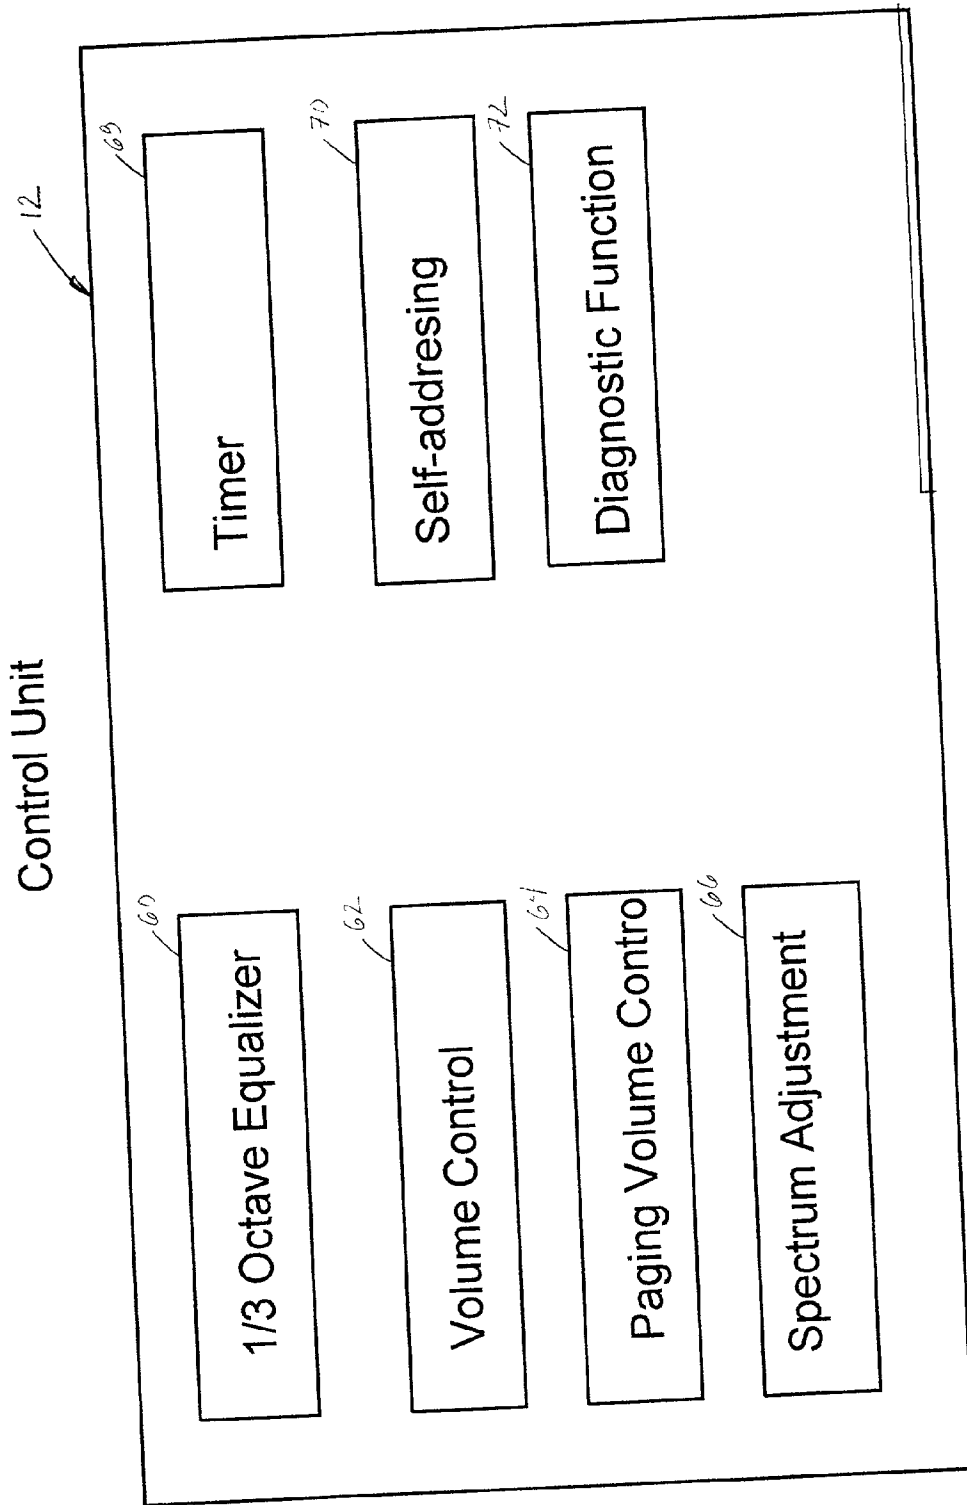 Control Unit
12
60
1/3 Octave Equalizer
62
Volume Control
64
Paging Volume Contro
66
Spectrum Adjustment
69
Timer
70
Self-addresing
72
Diagnostic Function